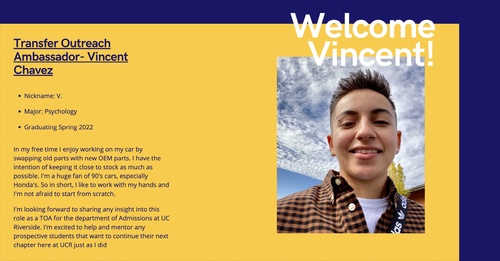 Welcome
Vincent!
Transfer Outreach
Ambassador- Vincent
Chavez
Nickname: V.
Major: Psychology
Graduating Spring 2022
In my free time I enjoy working on my car by
swapping old parts with new OEM parts. I have the
intention of keeping it close to stock as much as
possible. I'm a huge fan of 90's cars, especially
Honda's. So in short, I like to work with my hands and
I'm not afraid to start from scratch.
I'm looking forward to sharing any insight into this
role as a TOA for the department of Admissions at UC
Riverside. I'm excited to help and mentor any
prospective students that want to continue their next
chapter here at UCR just as I did
adidas